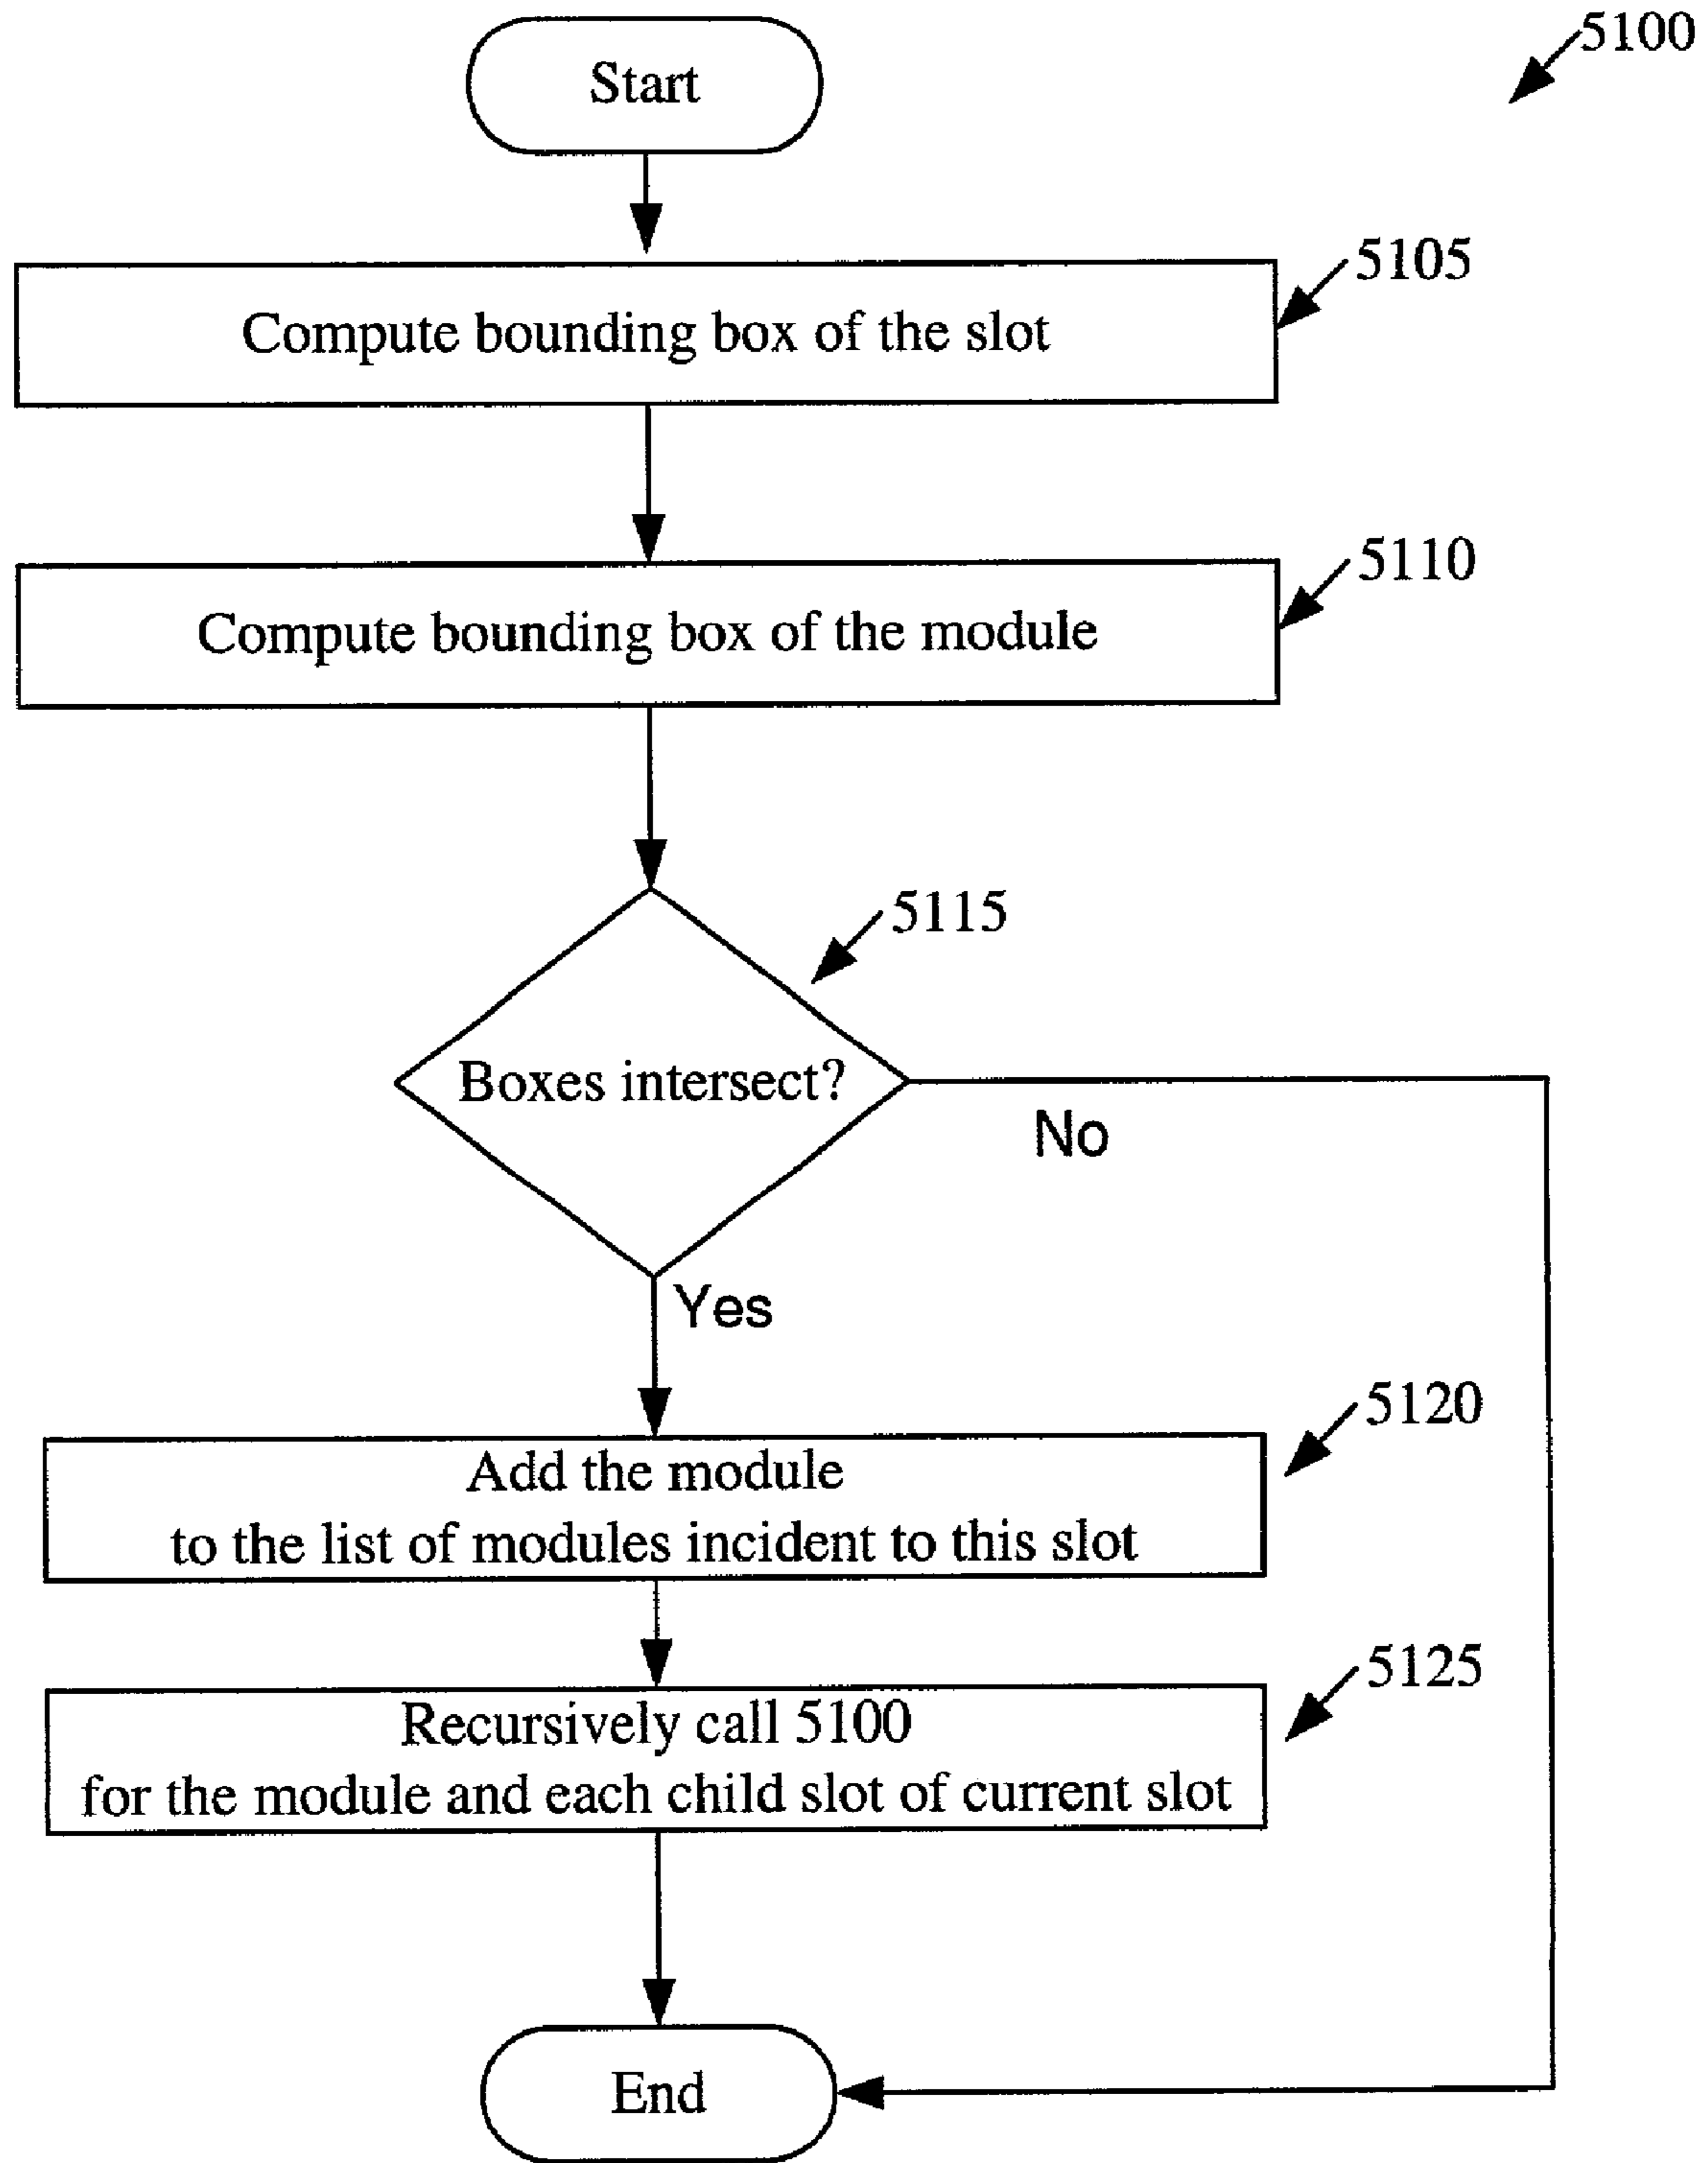 5100
Start
5105
Compute bounding box of the slot
5110
Compute bounding box of the module
5115
Boxes intersect?
No
Yes
5120
Add the module
to the list of modules incident to this slot
5125
Recursively call 5100
for the module and each child slot of current slot
End